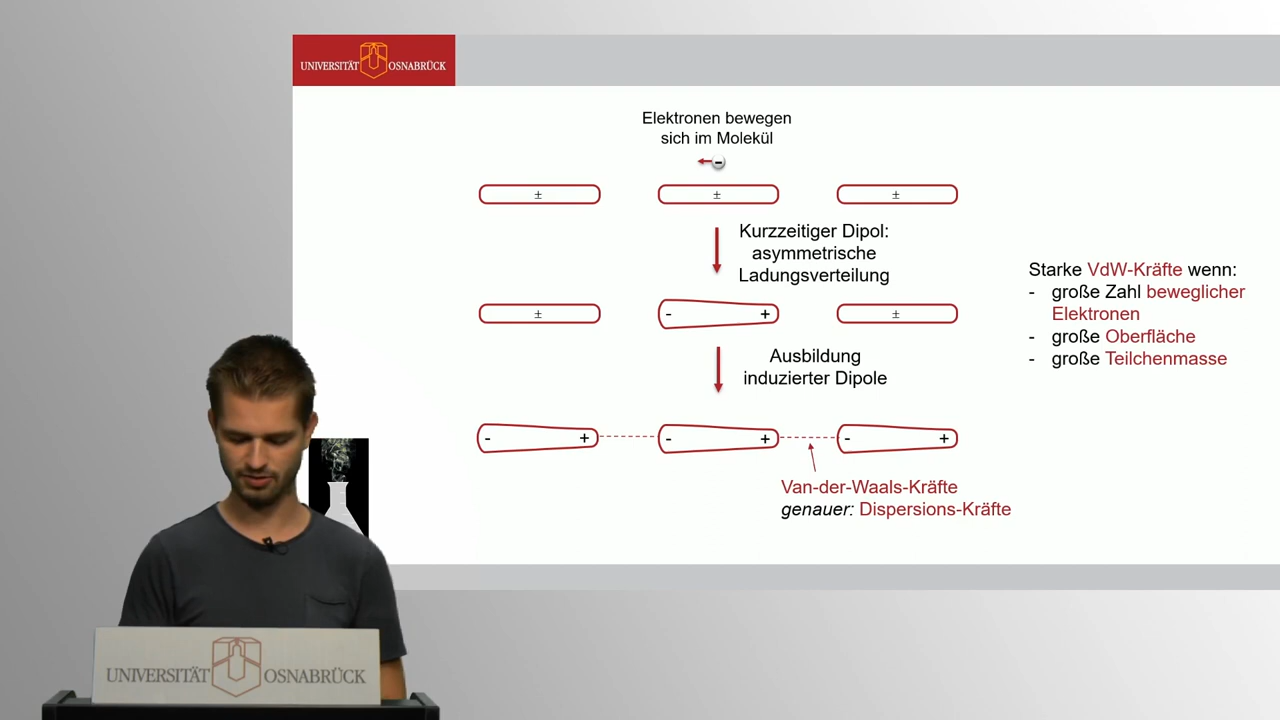 UNIVERSITÄT OSNABRÜCK
Elektronen bewegen
sich im Molekül
-
± ± ±
Kurzzeitiger Dipol:
asymmetrische
Ladungsverteilung
± - + ±
Ausbildung
induzierter Dipole
- + - + - +
Van-der-Waals-Kräfte
genauer: Dispersions-Kräfte
Starke VdW-Kräfte wenn:
- große Zahl beweglicher
Elektronen
- große Oberfläche
- große Teilchenmasse
UNIVERSITÄT OSNABRÜCK